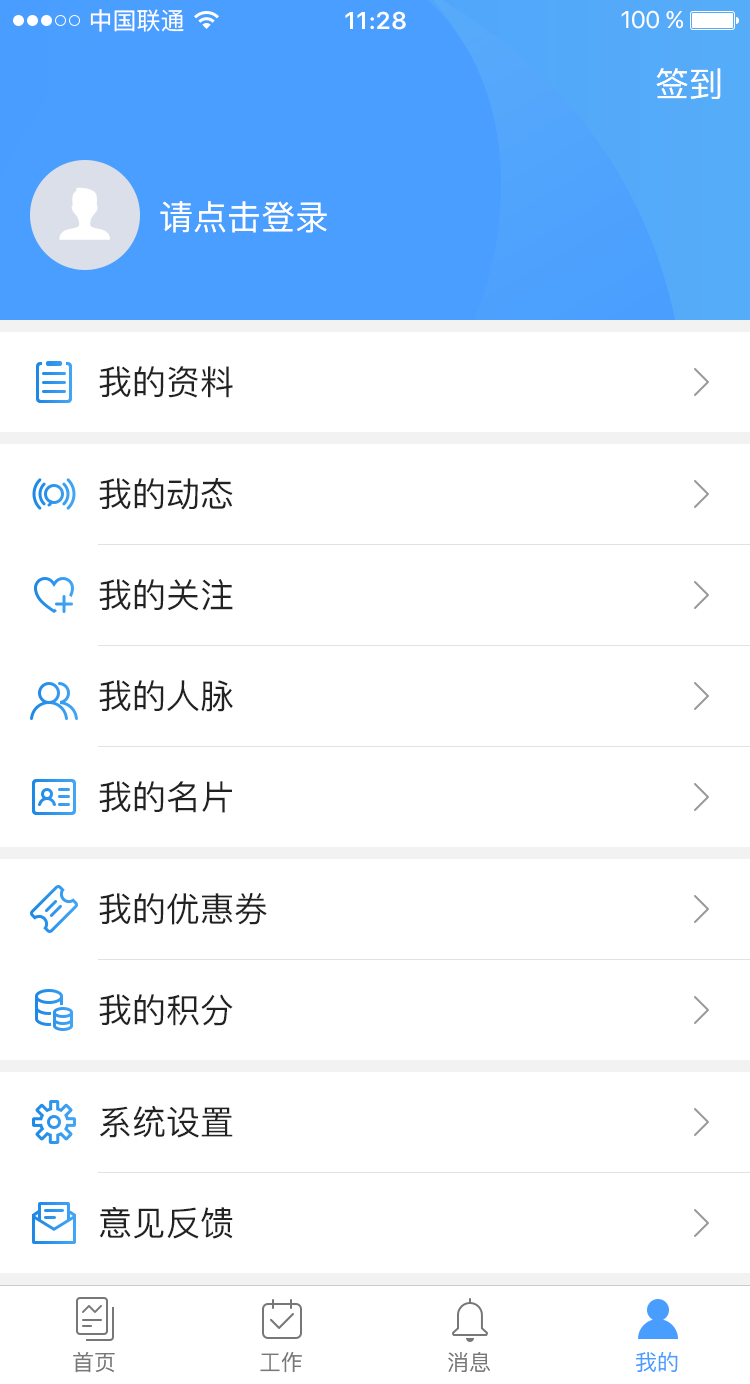 中国联通 11:28 100 %
签到
请点击登录
我的资料
我的动态
我的关注
我的人脉
我的名片
我的优惠券
我的积分
系统设置
意见反馈
首页 工作 消息 我的